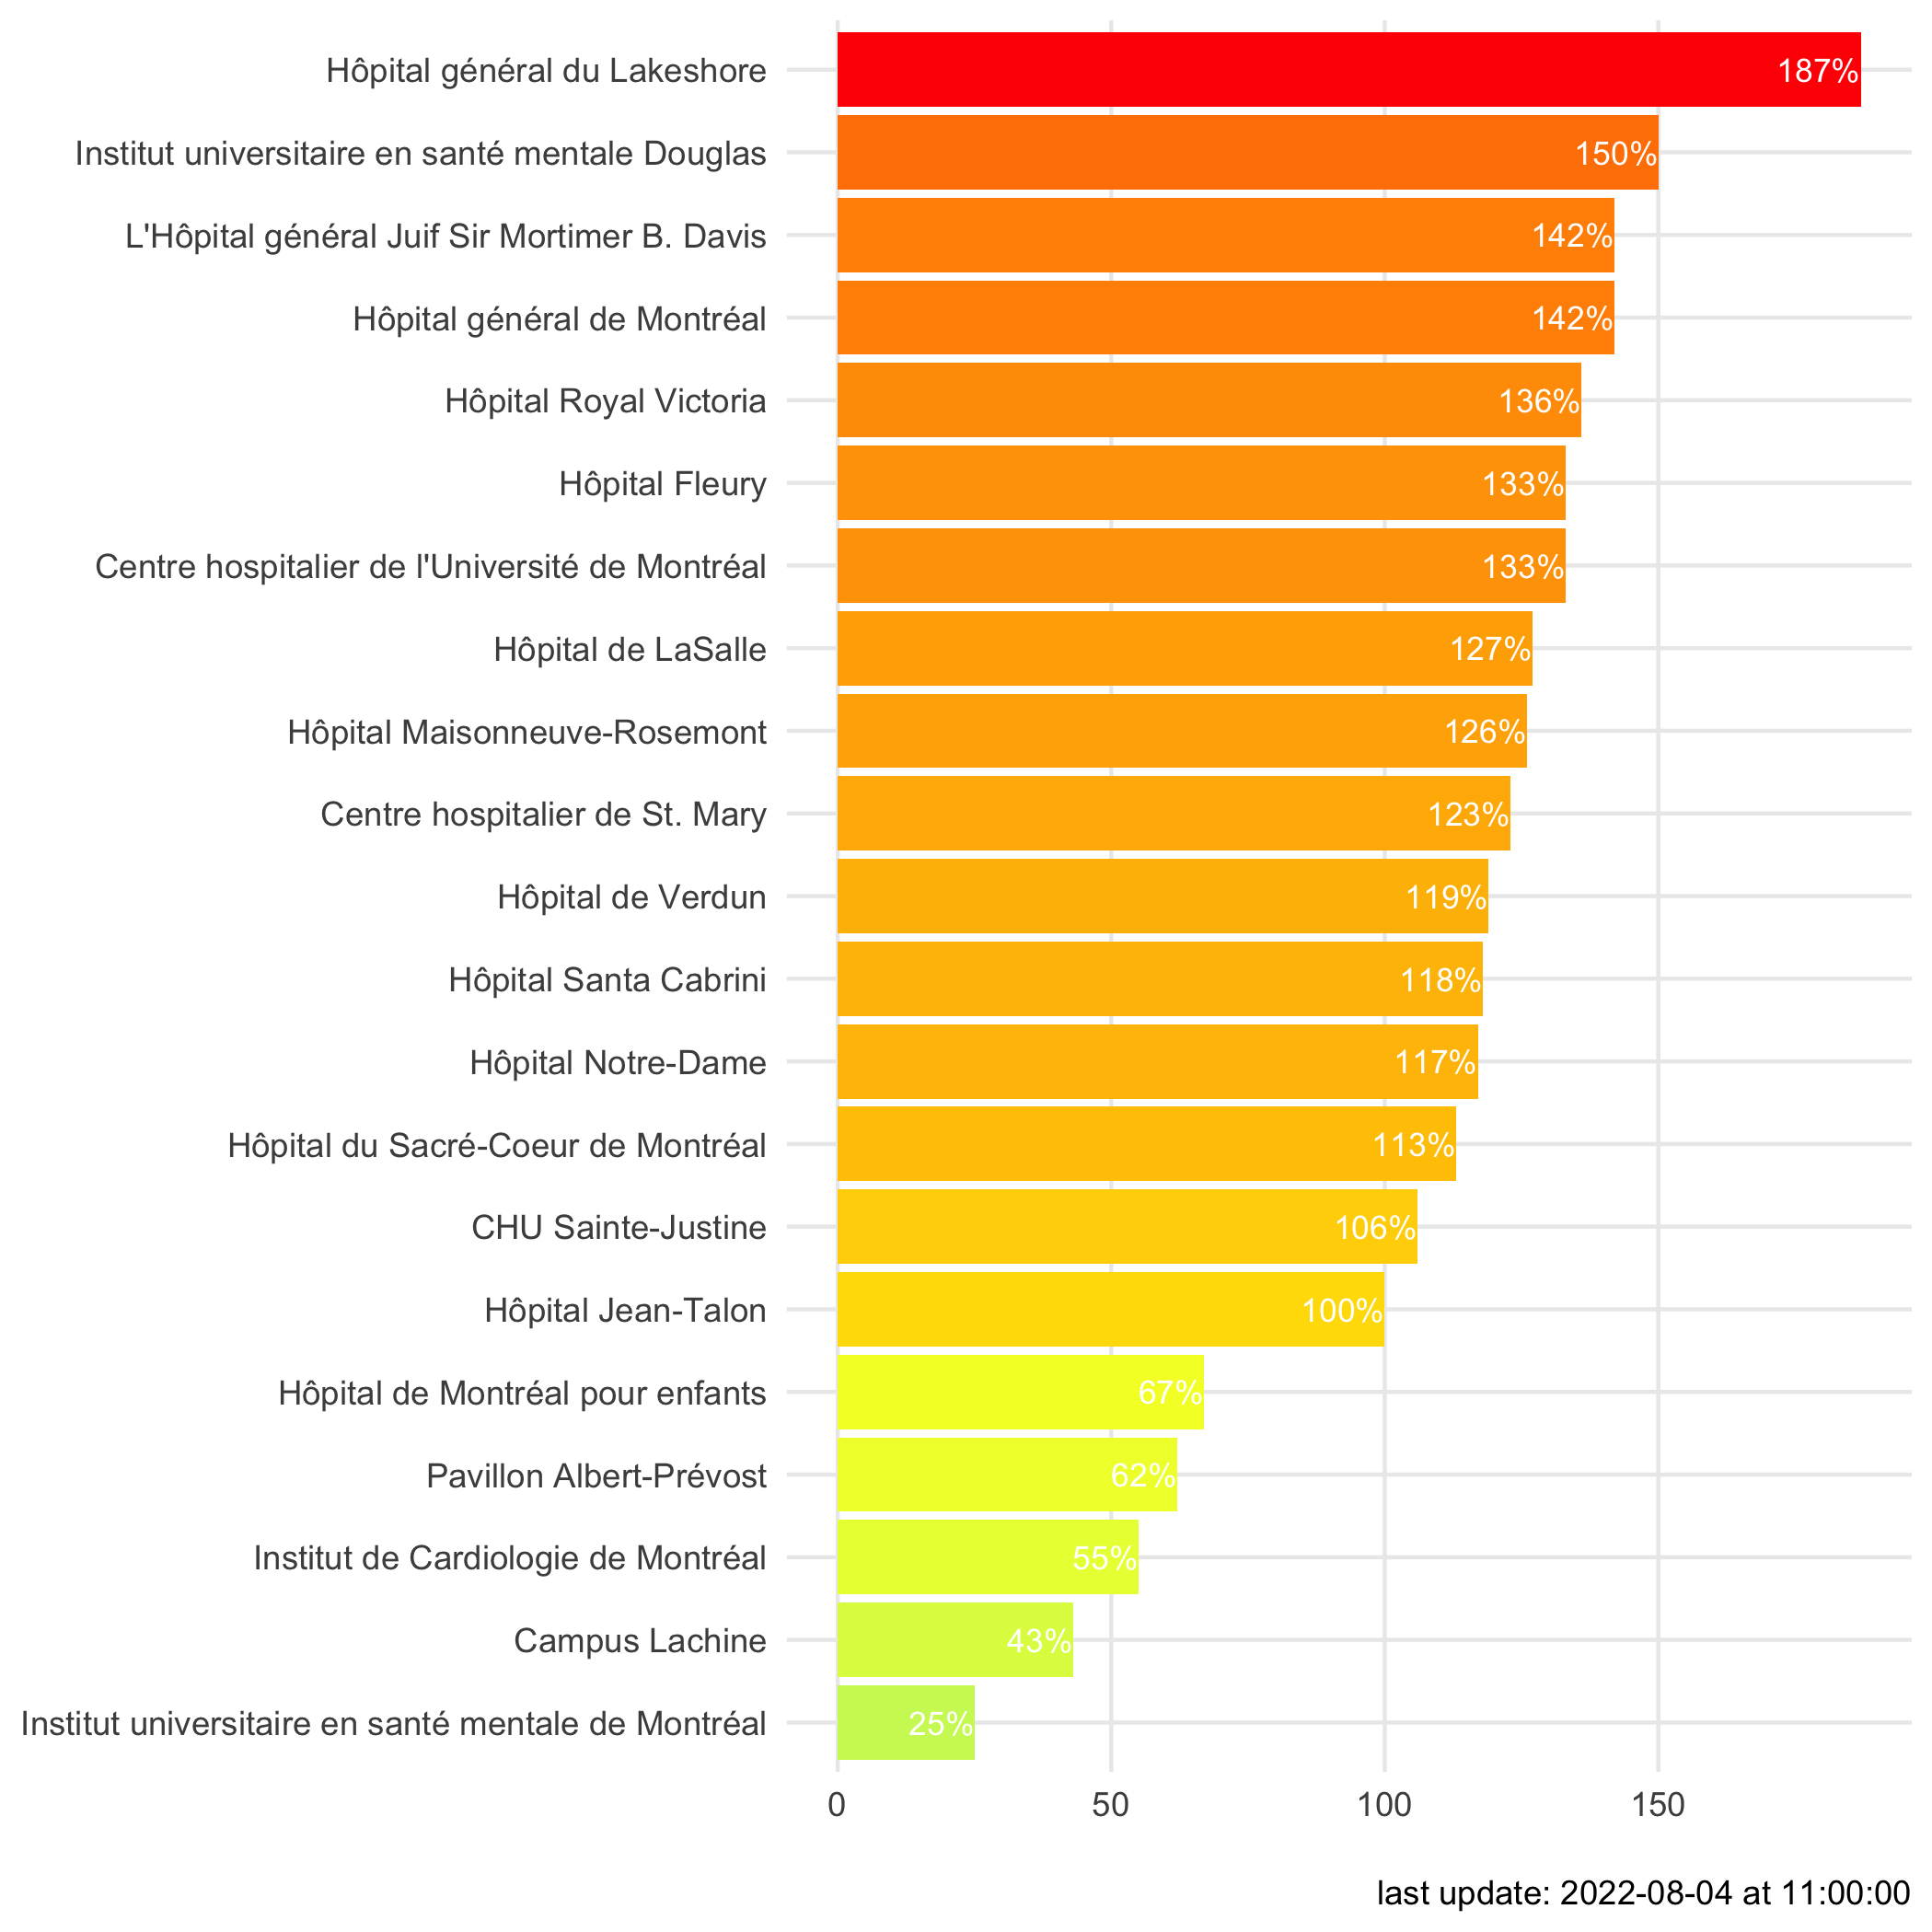 Hôpital général du Lakeshore 187%
Institut universitaire en santé mentale Douglas 150%
L'Hôpital général Juif Sir Mortimer B. Davis 142%
Hôpital général de Montréal 142%
Hôpital Royal Victoria 136%
Hôpital Fleury 133%
Centre hospitalier de l'Université de Montréal 133%
Hôpital de LaSalle 127%
Hôpital Maisonneuve-Rosemont 126%
Centre hospitalier de St. Mary 123%
Hôpital de Verdun 119%
Hôpital Santa Cabrini 118%
Hôpital Notre-Dame 117%
Hôpital du Sacré-Coeur de Montréal 113%
CHU Sainte-Justine 106%
Hôpital Jean-Talon 100%
Hôpital de Montréal pour enfants 67%
Pavillon Albert-Prévost 62%
Institut de Cardiologie de Montréal 55%
Campus Lachine 43%
Institut universitaire en santé mentale de Montréal 25%
0 50 100 150
last update: 2022-08-04 at 11:00:00